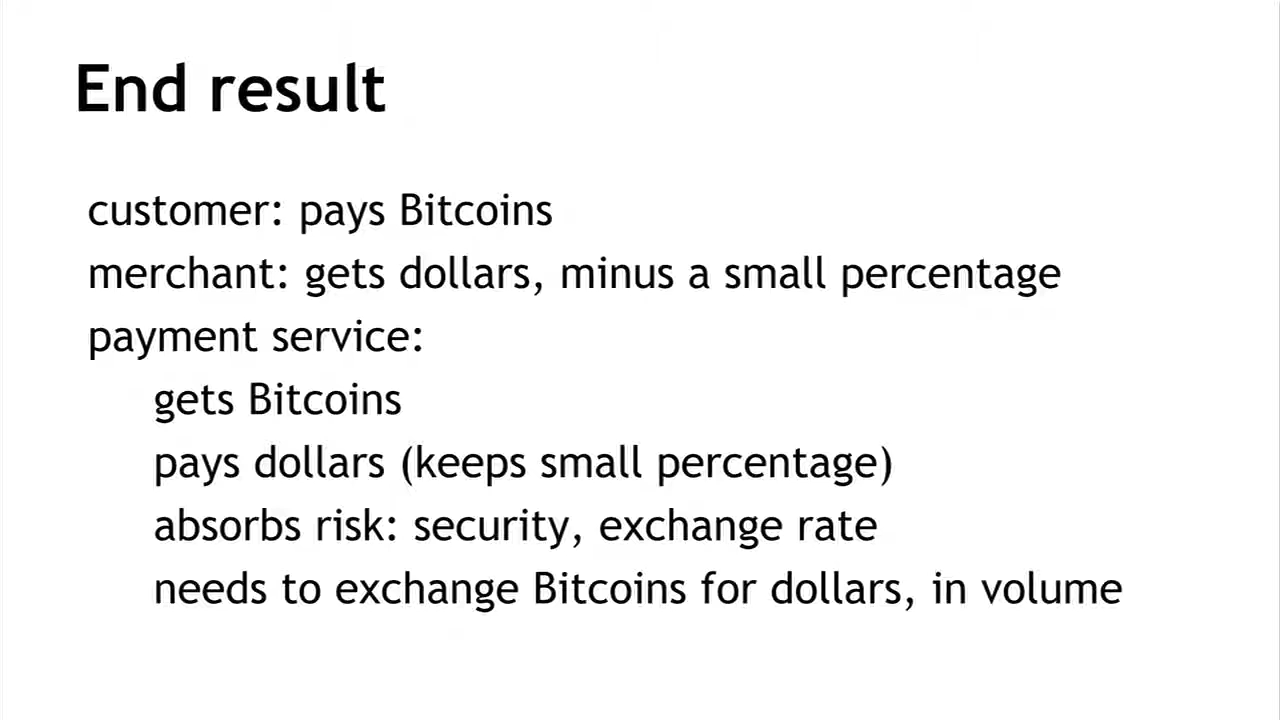 End result
customer: pays Bitcoins
merchant: gets dollars, minus a small percentage
payment service:
gets Bitcoins
pays dollars (keeps small percentage)
absorbs risk: security, exchange rate
needs to exchange Bitcoins for dollars, in volume